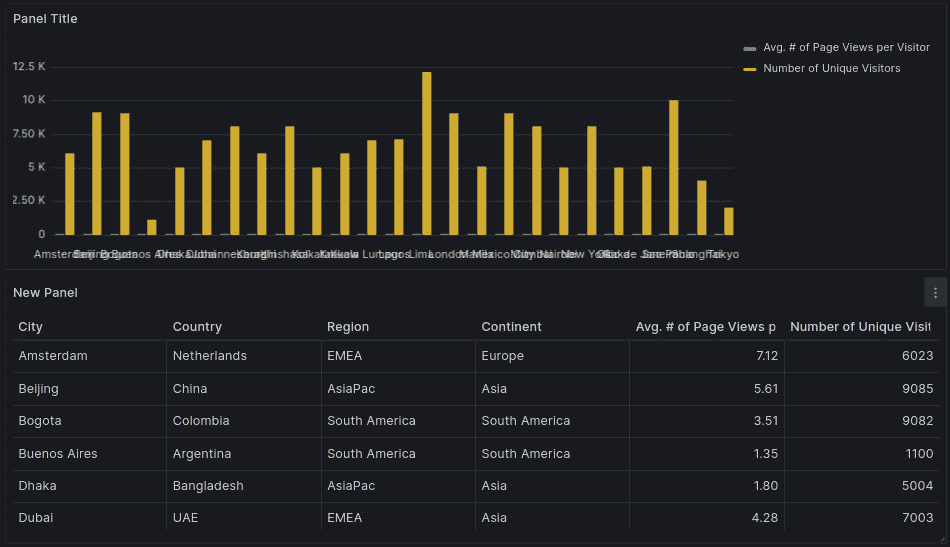 Panel Title
Avg. # of Page Views per Visitor
Number of Unique Visitors
12.5 K
10 K
7.50 K
5 K
2.50 K
0
Lima London Tokyo
New Panel
City Country Region Continent Avg. # of Page Views p Number of Unique Visit
Amsterdam Netherlands EMEA Europe 7.12 6023
Beijing China AsiaPac Asia 5.61 9085
Bogota Colombia South America South America 3.51 9082
Buenos Aires Argentina South America South America 1.35 1100
Dhaka Bangladesh AsiaPac Asia 1.80 5004
Dubai UAE EMEA Asia 4.28 7003